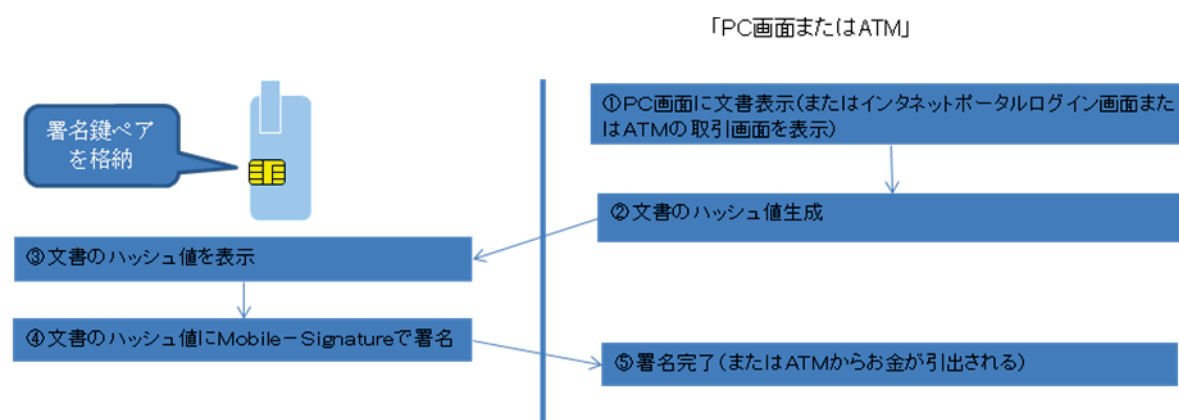 「PC画面またはATM」
署名鍵ペア
を格納
①PC画面に文書表示(またはインタネットポータルログイン画面また
はATMの取引画面を表示)
②文書のハッシュ値生成
③文書のハッシュ値を表示
④文書のハッシュ値にMobile－Signatureで署名
⑤署名完了(またはATMからお金が引出される)